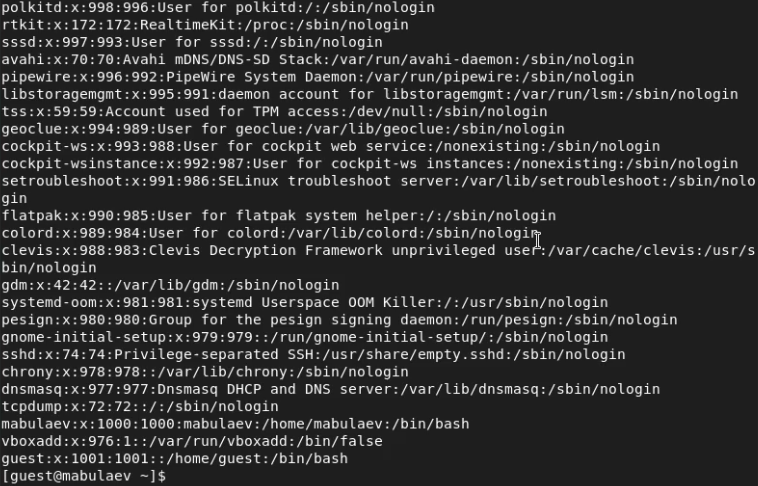 polkitd:x:998:996:User for polkitd:/:/sbin/nologin
rtkit:x:172:172:RealtimeKit:/proc:/sbin/nologin
sssd:x:997:993:User for sssd:/:/sbin/nologin
avahi:x:70:70:Avahi mDNS/DNS-SD Stack:/var/run/avahi-daemon:/sbin/nologin
pipewire:x:996:992:PipeWire System Daemon:/var/run/pipewire:/sbin/nologin
libstoragemgmt:x:995:991:daemon account for libstoragemgmt:/var/run/lsm:/sbin/nologin
tss:x:59:59:Account used for TPM access:/dev/null:/sbin/nologin
geoclue:x:994:989:User for geoclue:/var/lib/geoclue:/sbin/nologin
cockpit-ws:x:993:988:User for cockpit web service:/nonexisting:/sbin/nologin
cockpit-wsinstance:x:992:987:User for cockpit-ws instances:/nonexisting:/sbin/nologin
setroubleshoot:x:991:986:SELinux troubleshoot server:/var/lib/setroubleshoot:/sbin/nolo
gin
flatpak:x:990:985:User for flatpak system helper:/:/sbin/nologin
colord:x:989:984:User for colord:/var/lib/colord:/sbin/nologin
clevis:x:988:983:Clevis Decryption Framework unprivileged user:/var/cache/clevis:/usr/s
bin/nologin
gdm:x:42:42::/var/lib/gdm:/sbin/nologin
systemd-oom:x:981:981:systemd Userspace OOM Killer:/:/usr/sbin/nologin
pesign:x:980:980:Group for the pesign signing daemon:/run/pesign:/sbin/nologin
gnome-initial-setup:x:979:979::/run/gnome-initial-setup/:/sbin/nologin
sshd:x:74:74:Privilege-separated SSH:/usr/share/empty.sshd:/sbin/nologin
chrony:x:978:978::/var/lib/chrony:/sbin/nologin
dnsmasq:x:977:977:Dnsmasq DHCP and DNS server:/var/lib/dnsmasq:/sbin/nologin
tcpdump:x:72:72::/:/sbin/nologin
mabulaev:x:1000:1000:mabulaev:/home/mabulaev:/bin/bash
vboxadd:x:976:1::/var/run/vboxadd:/bin/false
guest:x:1001:1001::/home/guest:/bin/bash
[guest@mabulaev ~]$